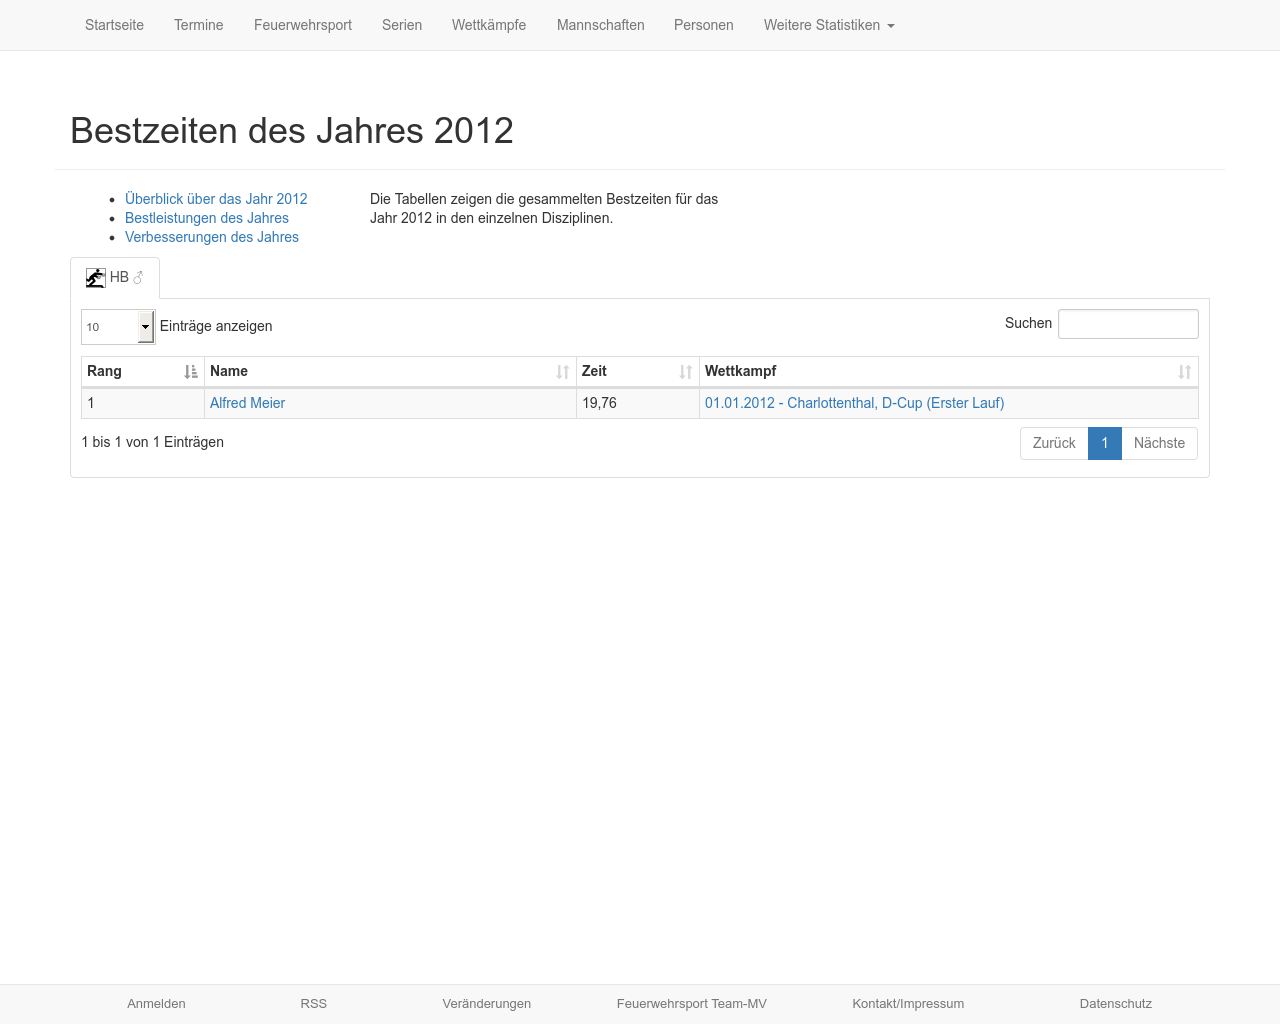 Startseite Termine Feuerwehrsport Serien Wettkämpfe Mannschaften Personen Weitere Statistiken
Bestzeiten des Jahres 2012
Überblick über das Jahr 2012
Bestleistungen des Jahres
Verbesserungen des Jahres
Die Tabellen zeigen die gesammelten Bestzeiten für das
Jahr 2012 in den einzelnen Disziplinen.
HB ♂
10 Einträge anzeigen Suchen
Rang Name Zeit Wettkampf
1 Alfred Meier 19,76 01.01.2012 - Charlottenthal, D-Cup (Erster Lauf)
1 bis 1 von 1 Einträgen Zurück 1 Nächste
Anmelden RSS Veränderungen Feuerwehrsport Team-MV Kontakt/Impressum Datenschutz